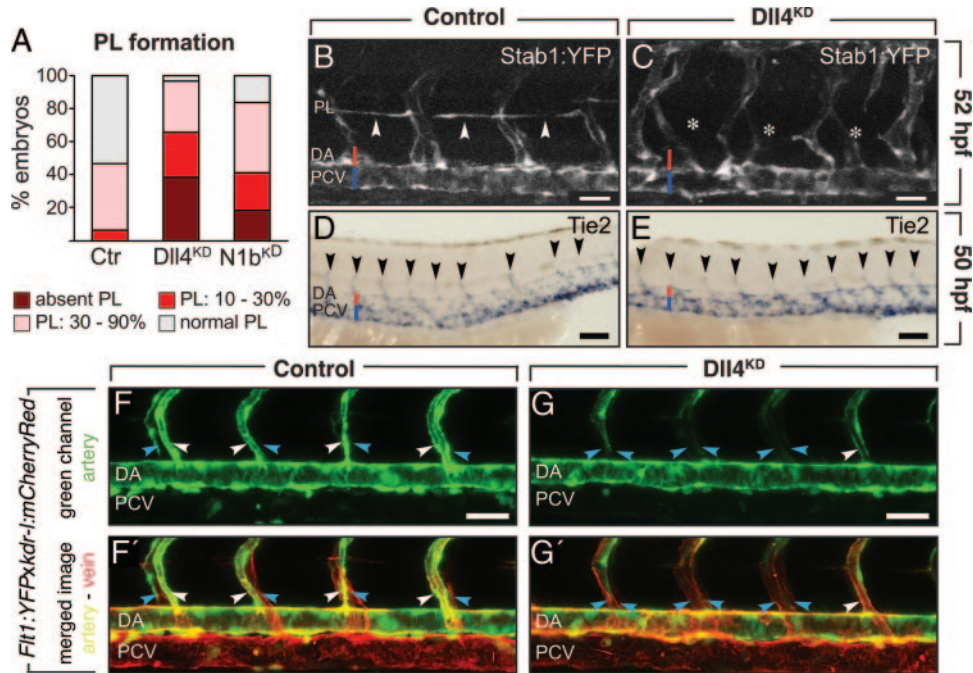 A
PL formation
% embryos
100
80
60
40
20
Ctr
Dll4KD
N1bKD
absent PL
PL: 10 - 30%
PL: 30 - 90%
normal PL
Control
Dll4KD
B
Stab1:YFP
PL
DA
PCV
C
Stab1:YFP
52 hpf
D
Tie2
DA
PCV
E
Tie2
50 hpf
Control
Dll4KD
Flt1:YFPxkdr-l:mCherryRed
green channel
artery
F
DA
PCV
G
DA
PCV
merged image
artery - vein
F´
DA
PCV
G´
DA
PCV